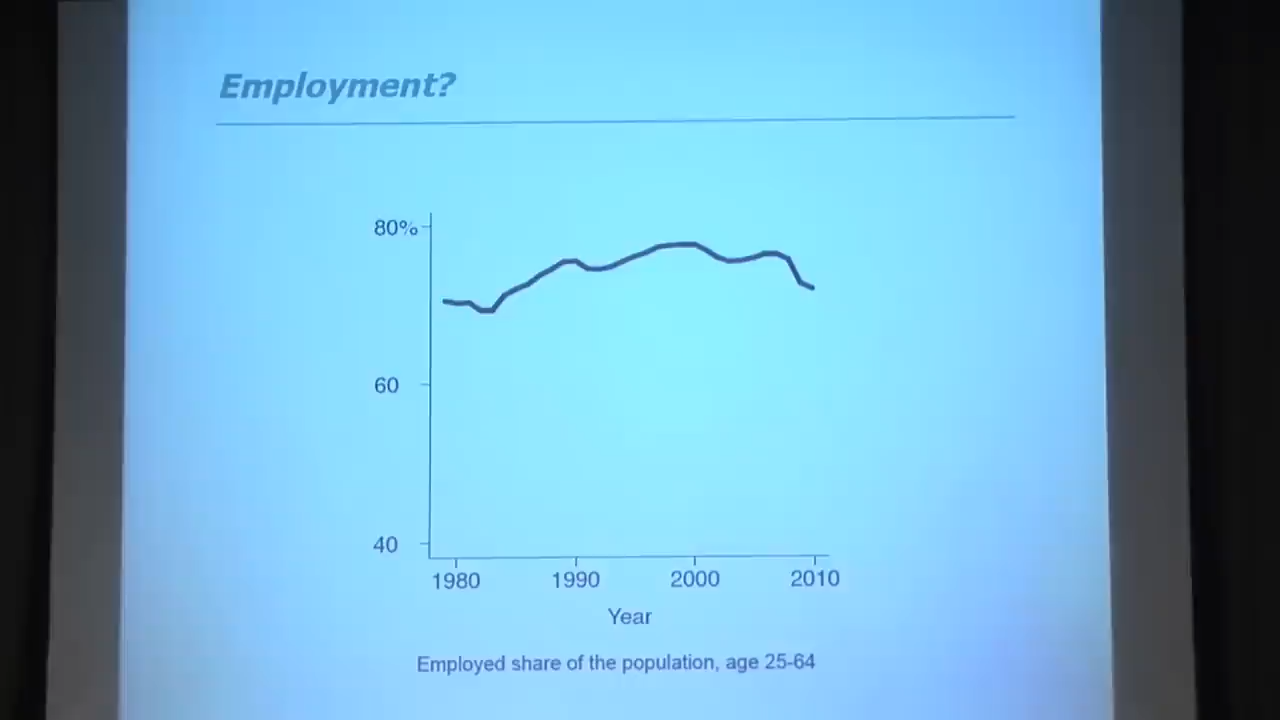 Employment?
80%
60
40
1980 1990 2000 2010
Year
Employed share of the population, age 25-64